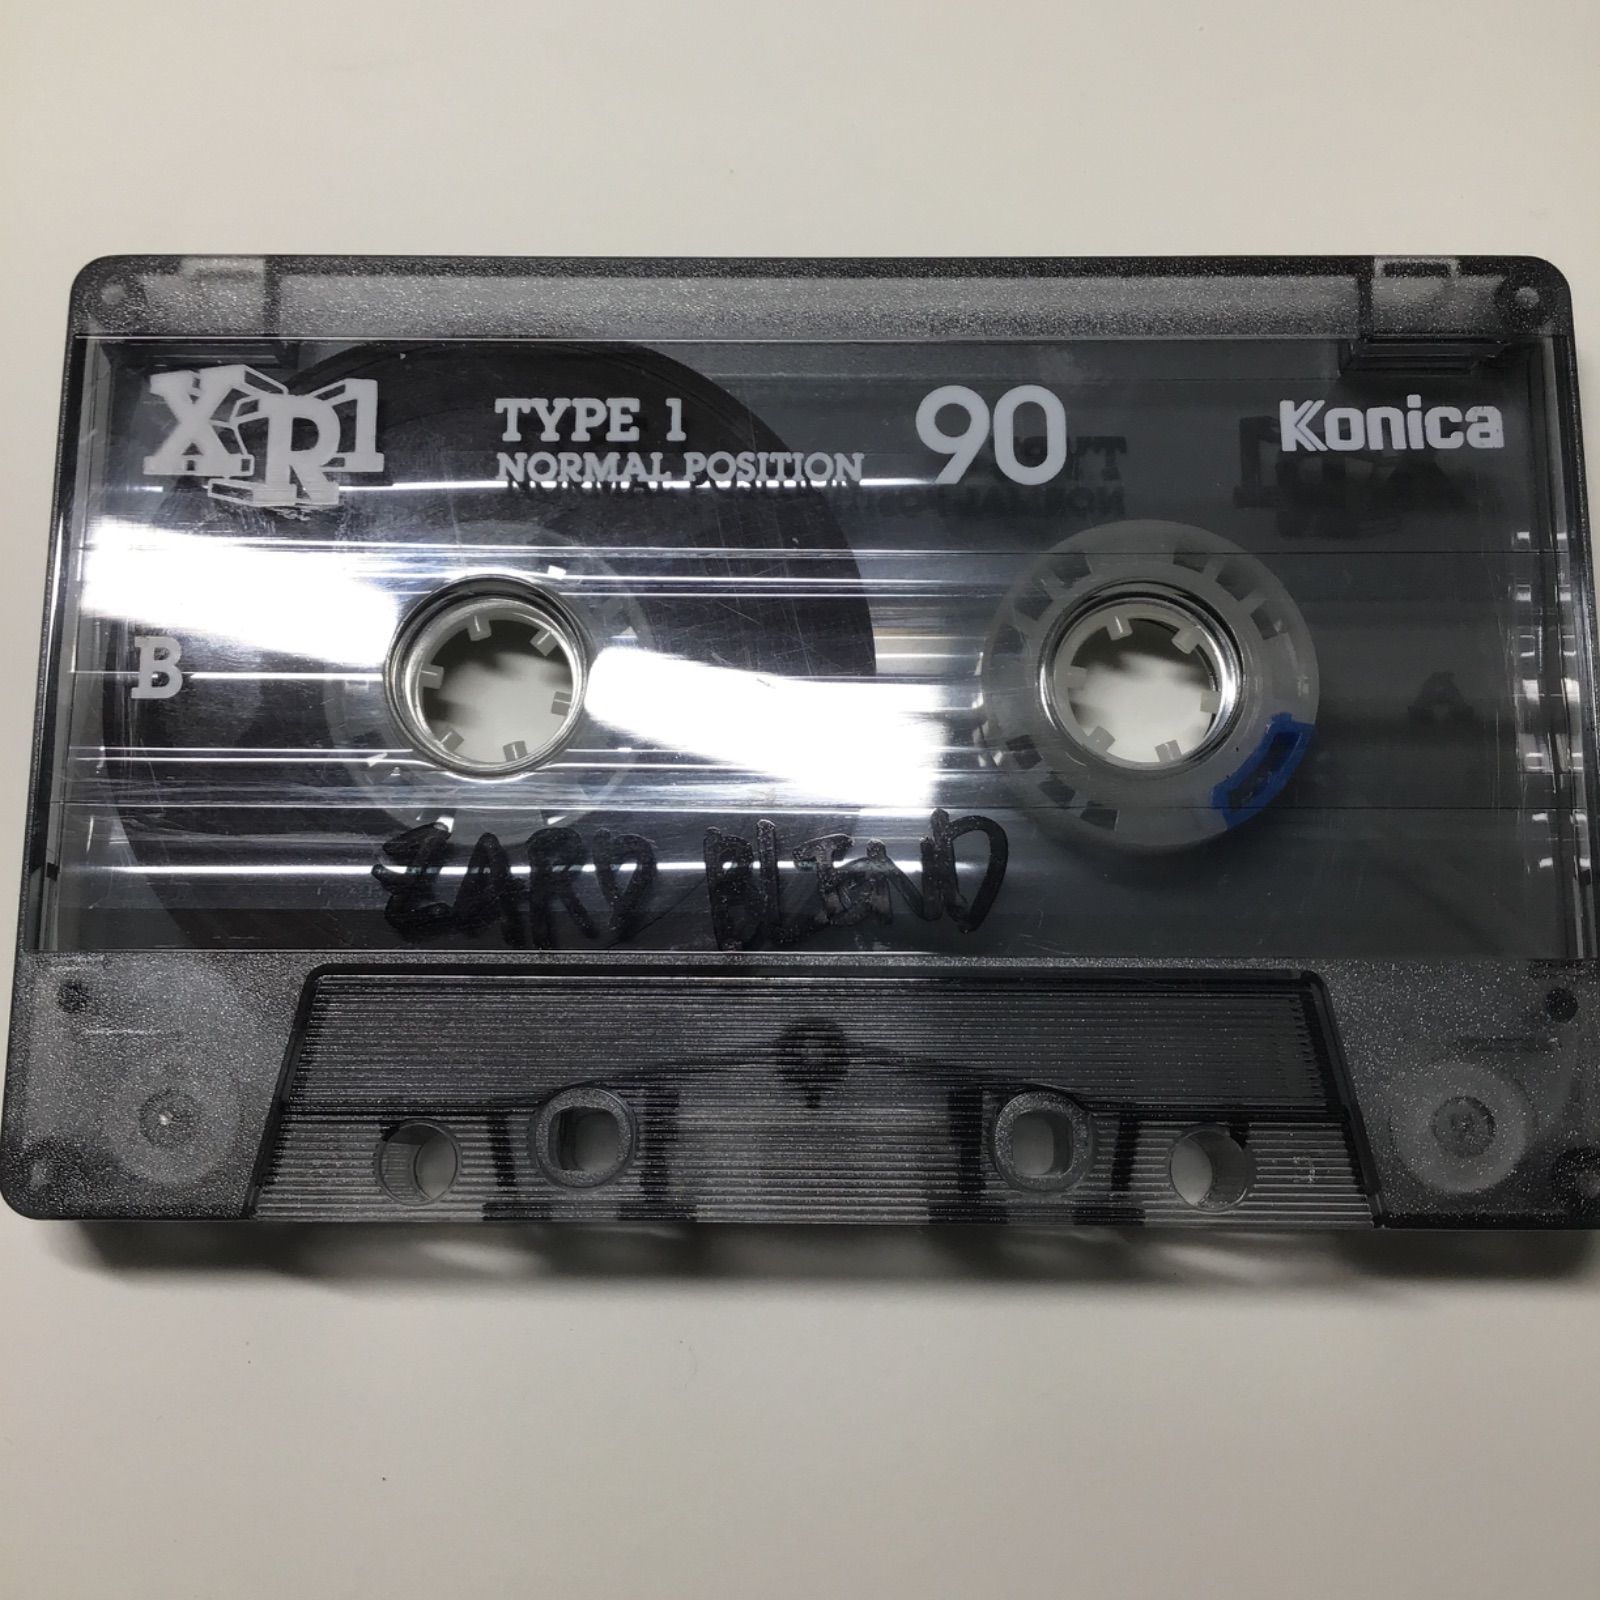 XR1 TYPE 1 90 Konica
NORMAL POSITION
B
ZARD BLEND